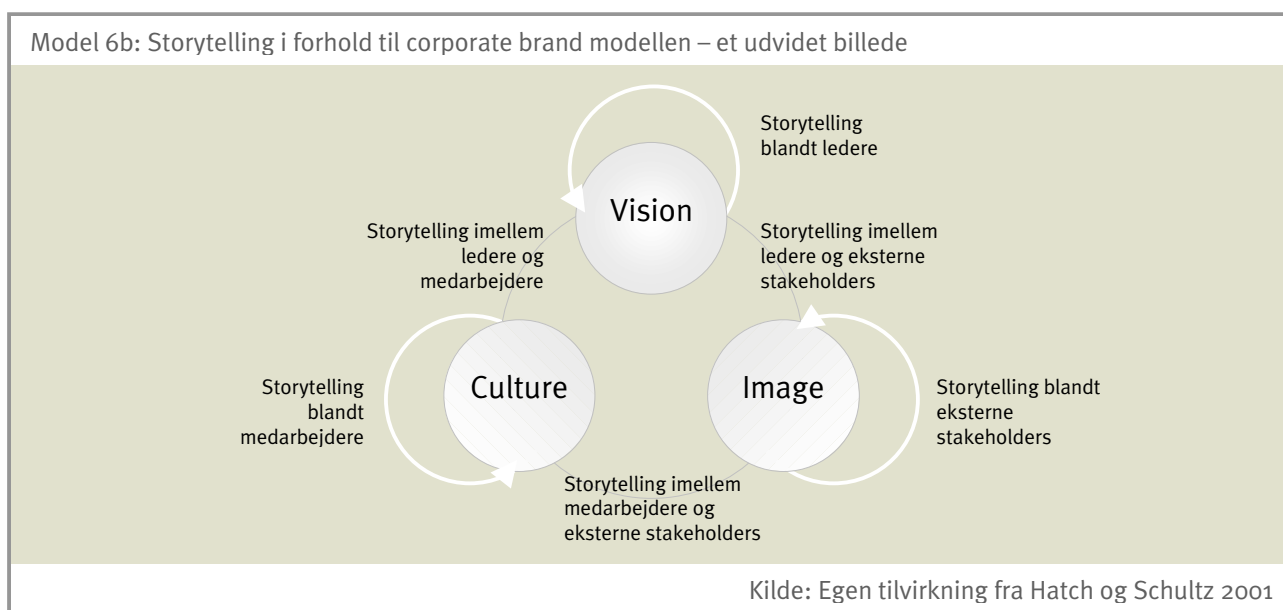 Model 6b: Storytelling i forhold til corporate brand modellen – et udvidet billede
Storytelling
blandt ledere
Vision
Storytelling imellem
ledere og
medarbejdere
Storytelling imellem
ledere og eksterne
stakeholders
Culture
Image
Storytelling
blandt
medarbejdere
Storytelling blandt
eksterne
stakeholders
Storytelling imellem
medarbejdere og
eksterne stakeholders
Kilde: Egen tilvirkning fra Hatch og Schultz 2001